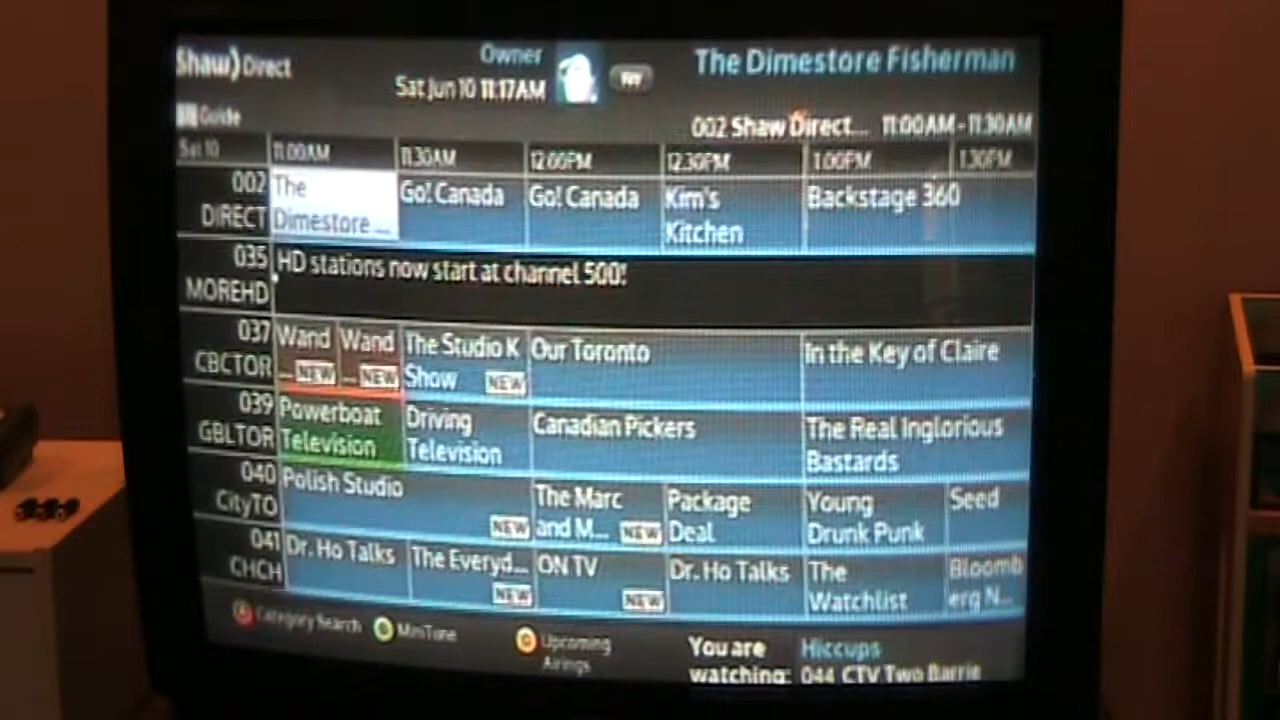 Shaw) Direct
Owner
Sat Jun 10 11:17AM
The Dimestore Fisherman
Guide
002 Shaw Direct... 11:00AM - 11:30AM
Sat 10 11:00AM 11:30AM 12:00PM 12:30PM 1:00PM 1:30PM
002 DIRECT
The Dimestore ...
Go! Canada
Go! Canada
Kim's Kitchen
Backstage 360
035 MOREHD
HD stations now start at channel 500!
037 CBCTOR
Wand ... NEW
Wand ... NEW
The Studio K Show NEW
Our Toronto
In the Key of Claire
039 GBLTOR
Powerboat Television
Driving Television
Canadian Pickers
The Real Inglorious Bastards
040 CityTO
Polish Studio NEW
The Marc and M... NEW
Package Deal
Young Drunk Punk
Seed
041 CHCH
Dr. Ho Talks
The Everyd... NEW
ON TV NEW
Dr. Ho Talks
The Watchlist
Bloomb erg N...
Category Search
Upcoming Airings
You are watching:
Hiccups
044 CTV Two Barrie